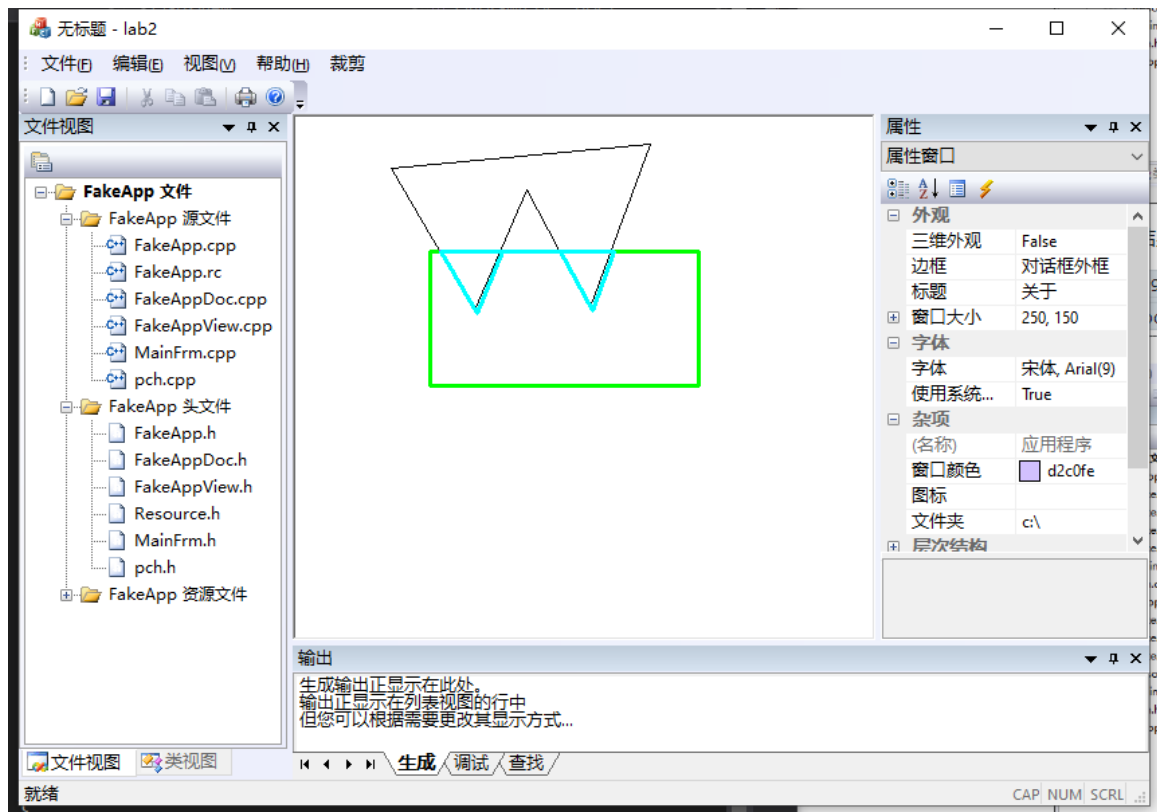 无标题 - lab2
文件(F) 编辑(E) 视图(V) 帮助(H) 裁剪
文件视图
FakeApp 文件
FakeApp 源文件
FakeApp.cpp
FakeApp.rc
FakeAppDoc.cpp
FakeAppView.cpp
MainFrm.cpp
pch.cpp
FakeApp 头文件
FakeApp.h
FakeAppDoc.h
FakeAppView.h
Resource.h
MainFrm.h
pch.h
FakeApp 资源文件
文件视图 类视图
属性
属性窗口
外观
三维外观 False
边框 对话框外框
标题 关于
窗口大小 250, 150
字体
字体 宋体, Arial(9)
使用系统... True
杂项
(名称) 应用程序
窗口颜色 d2c0fe
图标
文件夹 c:\
层次结构
输出
生成输出正显示在此处。
输出正显示在列表视图的行中
但您可以根据需要更改其显示方式...
生成 调试 查找
就绪
CAP NUM SCRL